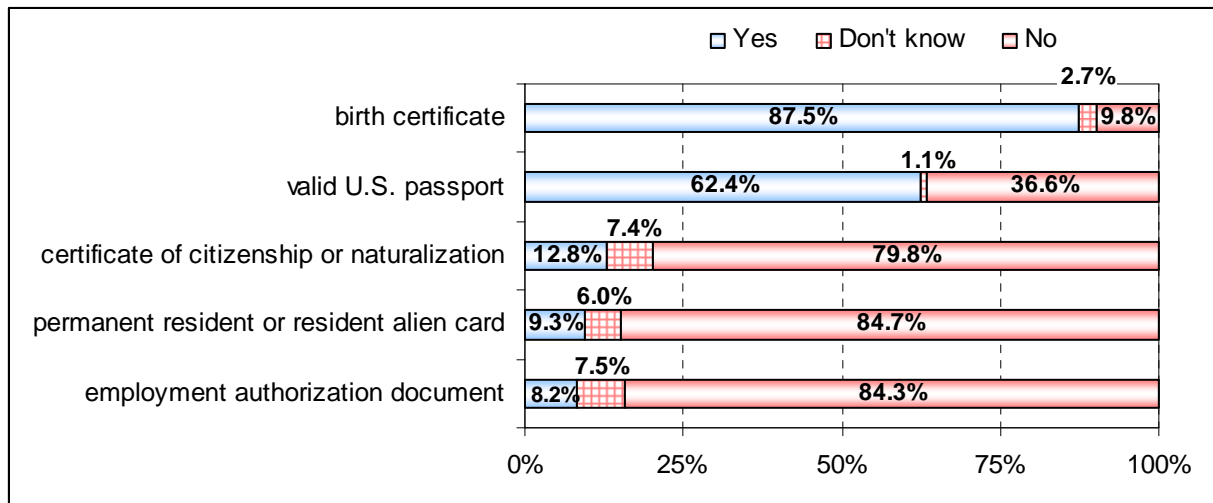 Yes Don't know No
2.7%
birth certificate 87.5% 9.8%
1.1%
valid U.S. passport 62.4% 36.6%
7.4%
certificate of citizenship or naturalization 12.8% 79.8%
6.0%
permanent resident or resident alien card 9.3% 84.7%
7.5%
employment authorization document 8.2% 84.3%
0% 25% 50% 75% 100%